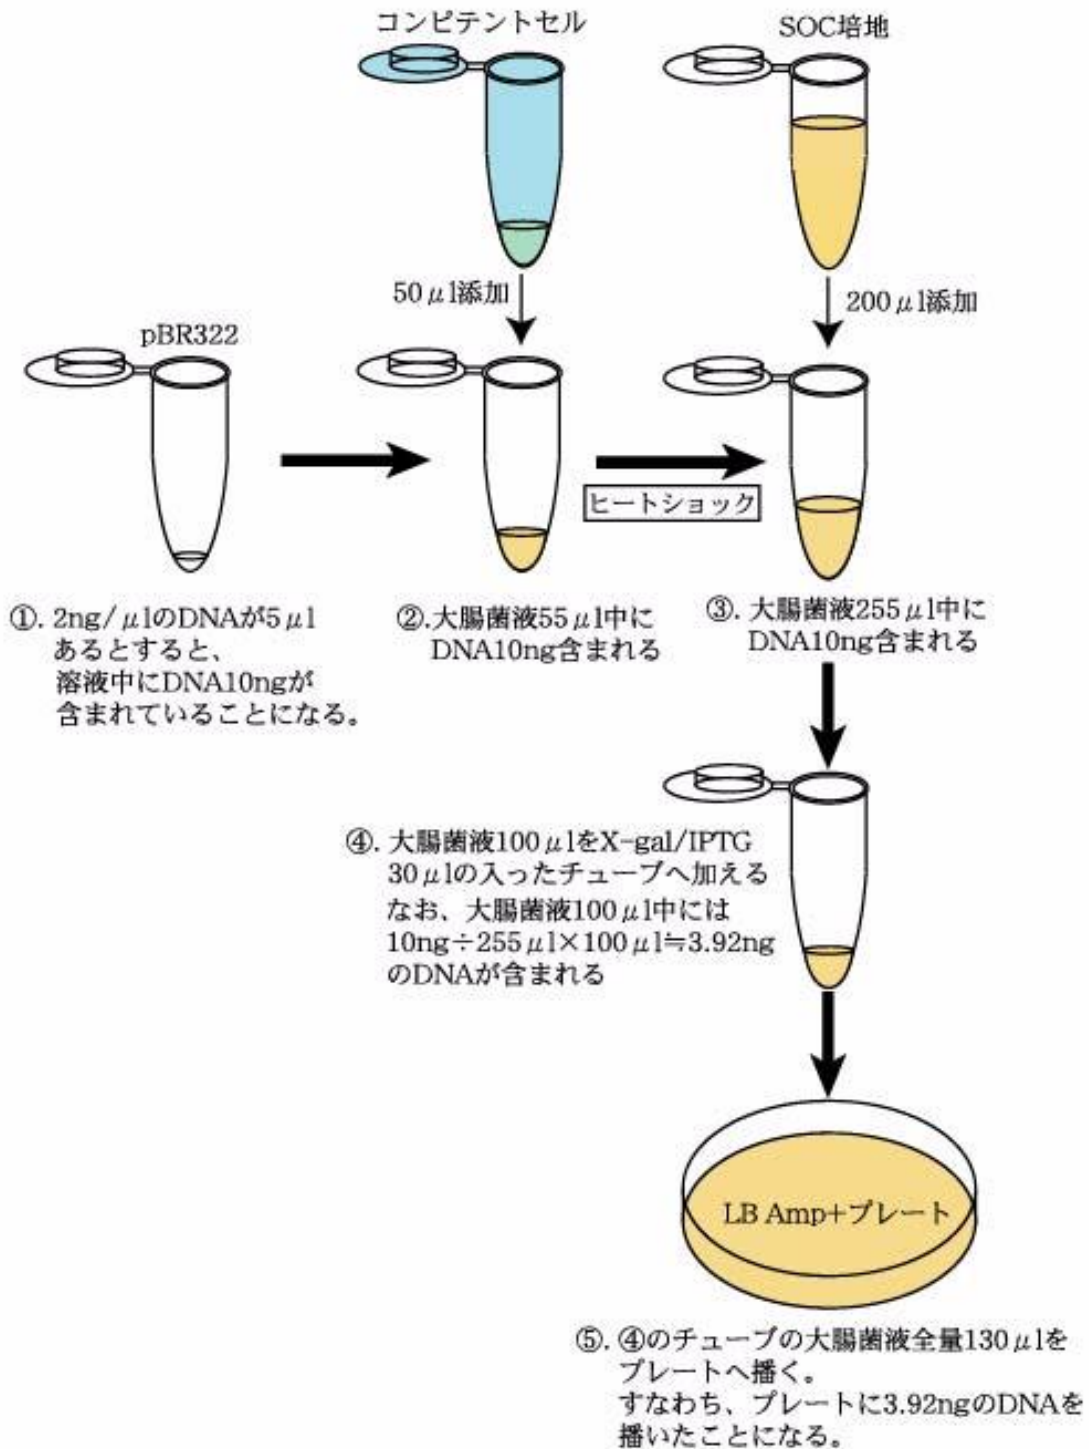 コンピテントセル
SOC培地
50μl添加
200μl添加
pBR322
ヒートショック
①. 2ng/μlのDNAが5μl
あるとすると、
溶液中にDNA10ngが
含まれていることになる。
②.大腸菌液55μl中に
DNA10ng含まれる
③. 大腸菌液255μl中に
DNA10ng含まれる
④. 大腸菌液100μlをX-gal/IPTG
30μlの入ったチューブへ加える
なお、大腸菌液100μl中には
10ng÷255μl×100μl≒3.92ng
のDNAが含まれる
LB Amp+プレート
⑤. ④のチューブの大腸菌液全量130μlを
プレートへ播く。
すなわち、プレートに3.92ngのDNAを
播いたことになる。